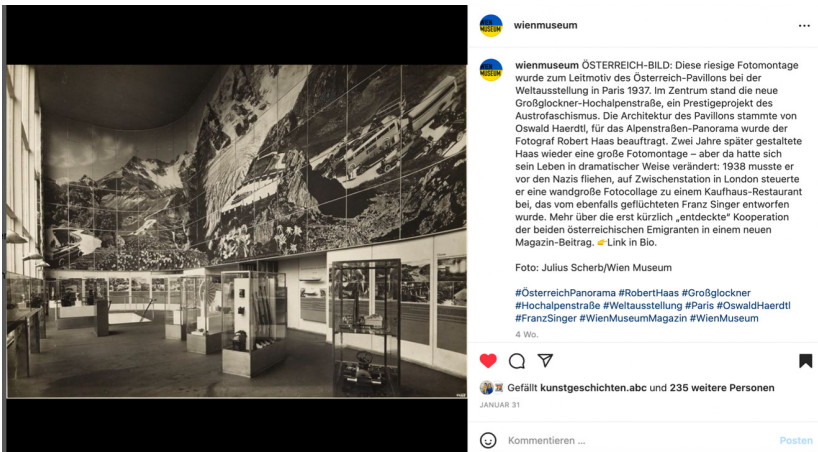 WIEN
MUSEUM
wienmuseum
WIEN
MUSEUM
wienmuseum ÖSTERREICH-BILD: Diese riesige Fotomontage
wurde zum Leitmotiv des Österreich-Pavillons bei der
Weltausstellung in Paris 1937. Im Zentrum stand die neue
Großglockner-Hochalpenstraße, ein Prestigeprojekt des
Austrofaschismus. Die Architektur des Pavillons stammte von
Oswald Haerdtl, für das Alpenstraßen-Panorama wurde der
Fotograf Robert Haas beauftragt. Zwei Jahre später gestaltete
Haas wieder eine große Fotomontage – aber da hatte sich
sein Leben in dramatischer Weise verändert: 1938 musste er
vor den Nazis fliehen, auf Zwischenstation in London steuerte
er eine wandgroße Fotocollage zu einem Kaufhaus-Restaurant
bei, das vom ebenfalls geflüchteten Franz Singer entworfen
wurde. Mehr über die erst kürzlich „entdeckte“ Kooperation
der beiden österreichischen Emigranten in einem neuen
Magazin-Beitrag. 👉Link in Bio.
Foto: Julius Scherb/Wien Museum
#ÖsterreichPanorama #RobertHaas #Großglockner
#Hochalpenstraße #Weltausstellung #Paris #OswaldHaerdtl
#FranzSinger #WienMuseumMagazin #WienMuseum
4 Wo.
Gefällt kunstgeschichten.abc und 235 weitere Personen
JANUAR 31
Kommentieren ...
Posten